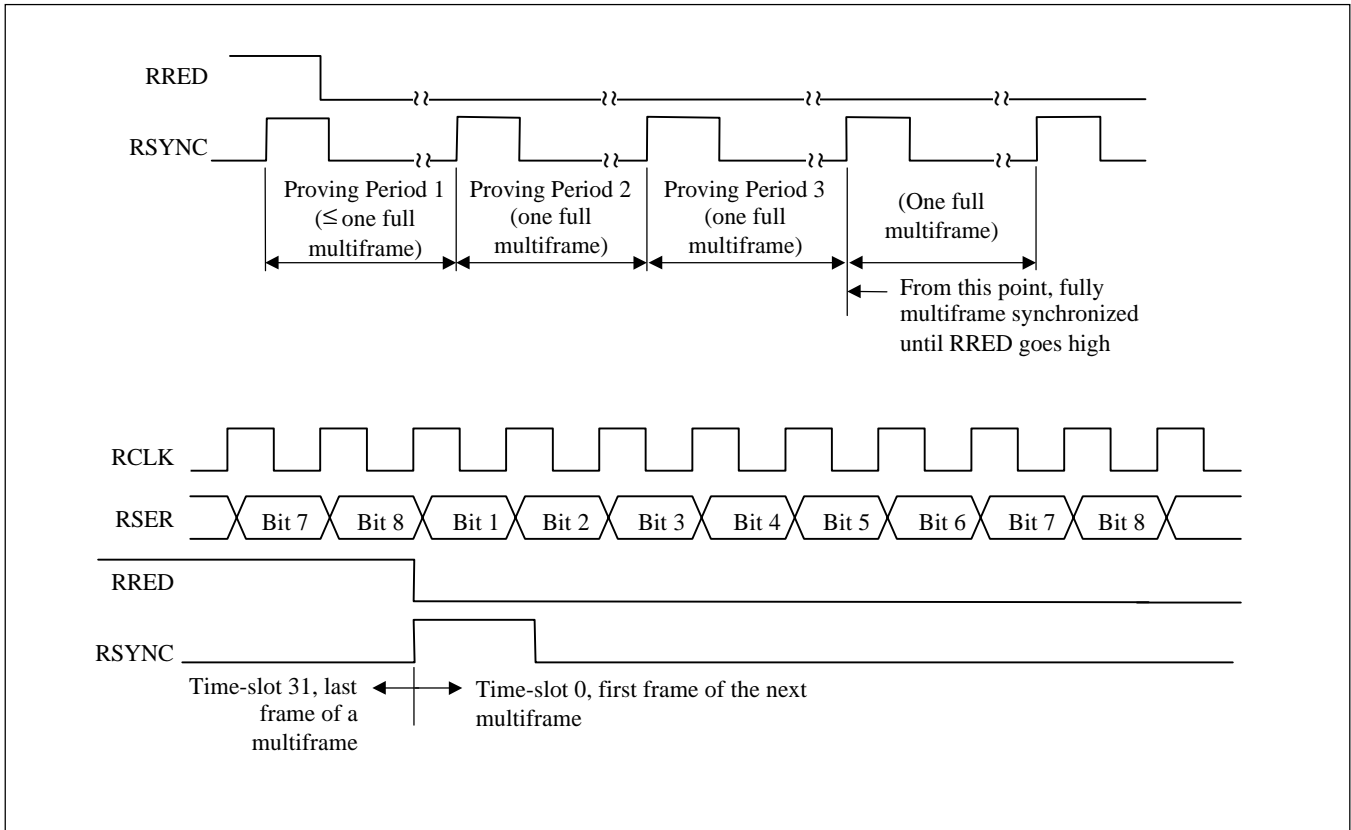 RRED
RSYNC
Proving Period 1
(≤ one full
multiframe)
Proving Period 2
(one full
multiframe)
Proving Period 3
(one full
multiframe)
(One full
multiframe)
From this point, fully
multiframe synchronized
until RRED goes high
RCLK
RSER
Bit 7
Bit 8
Bit 1
Bit 2
Bit 3
Bit 4
Bit 5
Bit 6
Bit 7
Bit 8
RRED
RSYNC
Time-slot 31, last
frame of a
multiframe
Time-slot 0, first frame of the next
multiframe